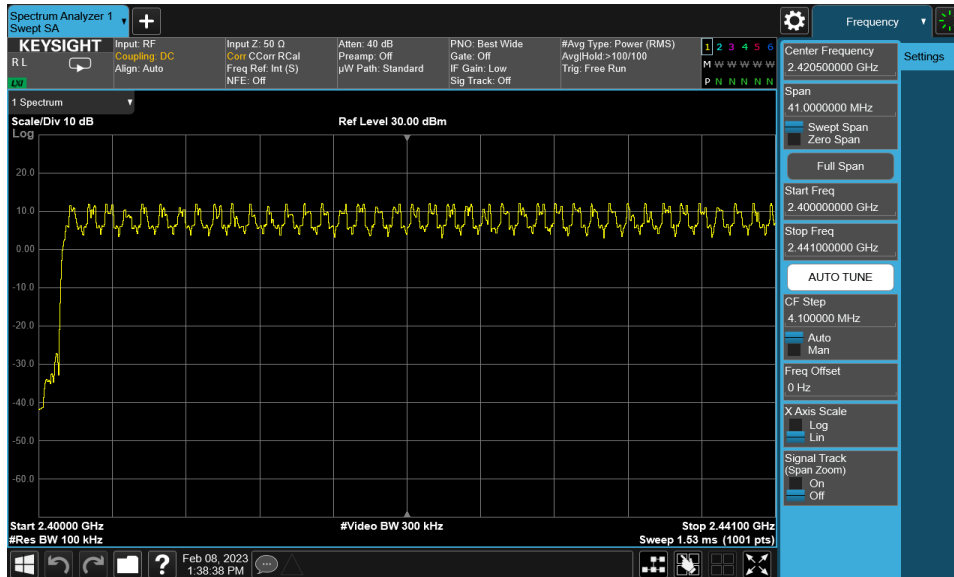 Spectrum Analyzer 1
Swept SA
+
Frequency
KEYSIGHT
R L
LXI
Input: RF
Coupling: DC
Align: Auto
Input Z: 50 Ω
Corr CCorr RCal
Freq Ref: Int (S)
NFE: Off
Atten: 40 dB
Preamp: Off
µW Path: Standard
PNO: Best Wide
Gate: Off
IF Gain: Low
Sig Track: Off
#Avg Type: Power (RMS)
Avg|Hold:>100/100
Trig: Free Run
1 2 3 4 5 6
M W W W W W W
P N N N N N N
1 Spectrum
Scale/Div 10 dB
Ref Level 30.00 dBm
Log
20.0
10.0
0.00
-10.0
-20.0
-30.0
-40.0
-50.0
-60.0
Start 2.40000 GHz
#Video BW 300 kHz
Stop 2.44100 GHz
#Res BW 100 kHz
Sweep 1.53 ms (1001 pts)
Feb 08, 2023
1:38:38 PM
?
Center Frequency
2.420500000 GHz
Settings
Span
41.0000000 MHz
Swept Span
Zero Span
Full Span
Start Freq
2.400000000 GHz
Stop Freq
2.441000000 GHz
AUTO TUNE
CF Step
4.100000 MHz
Auto
Man
Freq Offset
0 Hz
X Axis Scale
Log
Lin
Signal Track
(Span Zoom)
On
Off